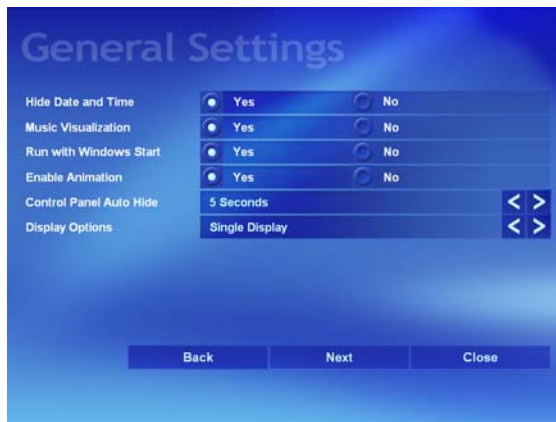 General Settings
Hide Date and Time Yes No
Music Visualization Yes No
Run with Windows Start Yes No
Enable Animation Yes No
Control Panel Auto Hide 5 Seconds < >
Display Options Single Display < >
Back Next Close